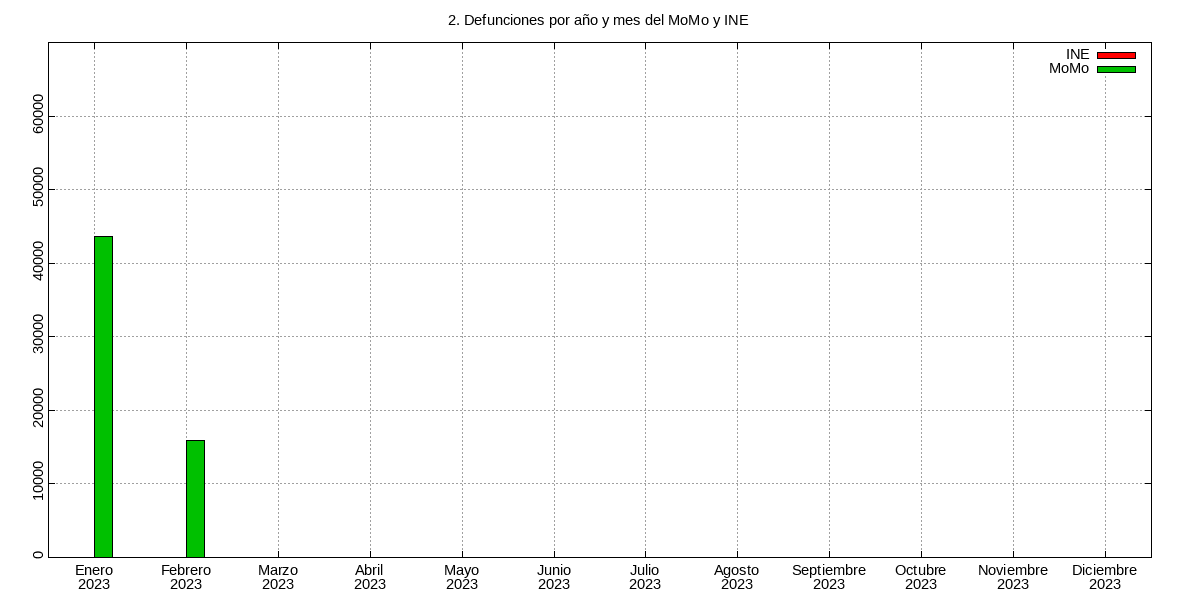 2. Defunciones por año y mes del MoMo y INE
INE
MoMo
60000
50000
40000
30000
20000
10000
0
Enero Febrero Marzo Abril Mayo Junio Julio Agosto Septiembre Octubre Noviembre Diciembre
2023 2023 2023 2023 2023 2023 2023 2023 2023 2023 2023 2023